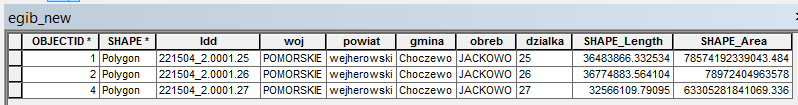 egib_new
OBJECTID * SHAPE * Idd woj powiat gmina obreb dzialka SHAPE_Length SHAPE_Area
1 Polygon 221504_2.0001.25 POMORSKIE wejherowski Choczewo JACKOWO 25 36483866.332534 78574192339043.484
2 Polygon 221504_2.0001.26 POMORSKIE wejherowski Choczewo JACKOWO 26 36774883.564104 78972404963578
4 Polygon 221504_2.0001.27 POMORSKIE wejherowski Choczewo JACKOWO 27 32566109.79095 63305281841069.336